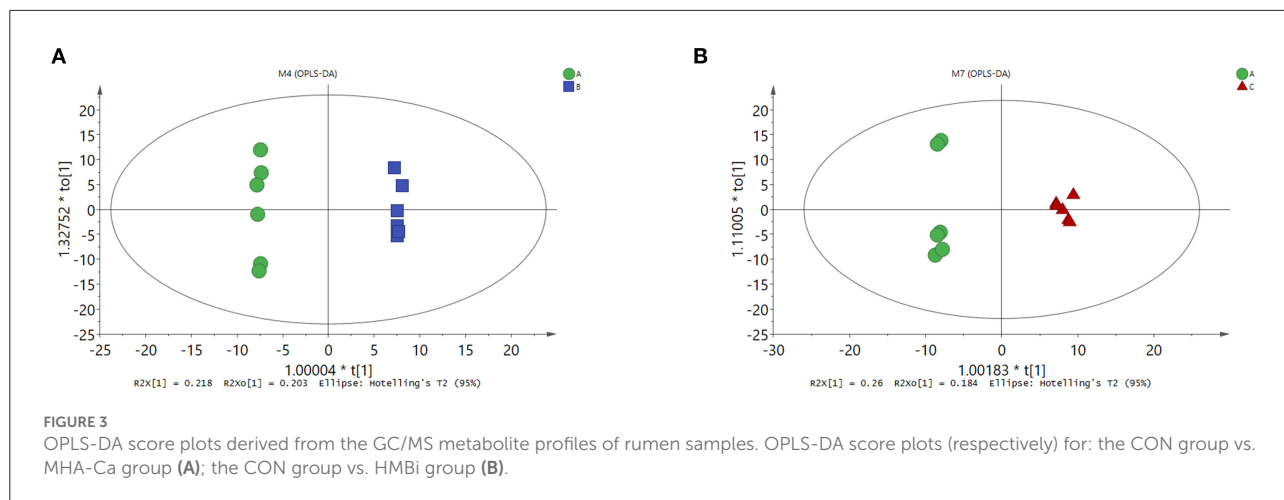 A
M4 (OPLS-DA)
A
B
20
15
10
5
0
-5
-10
-15
-20
-25
1.32752 * to[1]
-25 -20 -15 -10 -5 0 5 10 15 20
1.00004 * t[1]
R2X[1] = 0.218 R2Xo[1] = 0.203 Ellipse: Hotelling's T2 (95%)
B
M7 (OPLS-DA)
A
C
20
15
10
5
0
-5
-10
-15
-20
-25
1.11005 * to[1]
-30 -20 -10 0 10 20
1.00183 * t[1]
R2X[1] = 0.26 R2Xo[1] = 0.184 Ellipse: Hotelling's T2 (95%)
FIGURE 3
OPLS-DA score plots derived from the GC/MS metabolite profiles of rumen samples. OPLS-DA score plots (respectively) for: the CON group vs.
MHA-Ca group (A); the CON group vs. HMBi group (B).